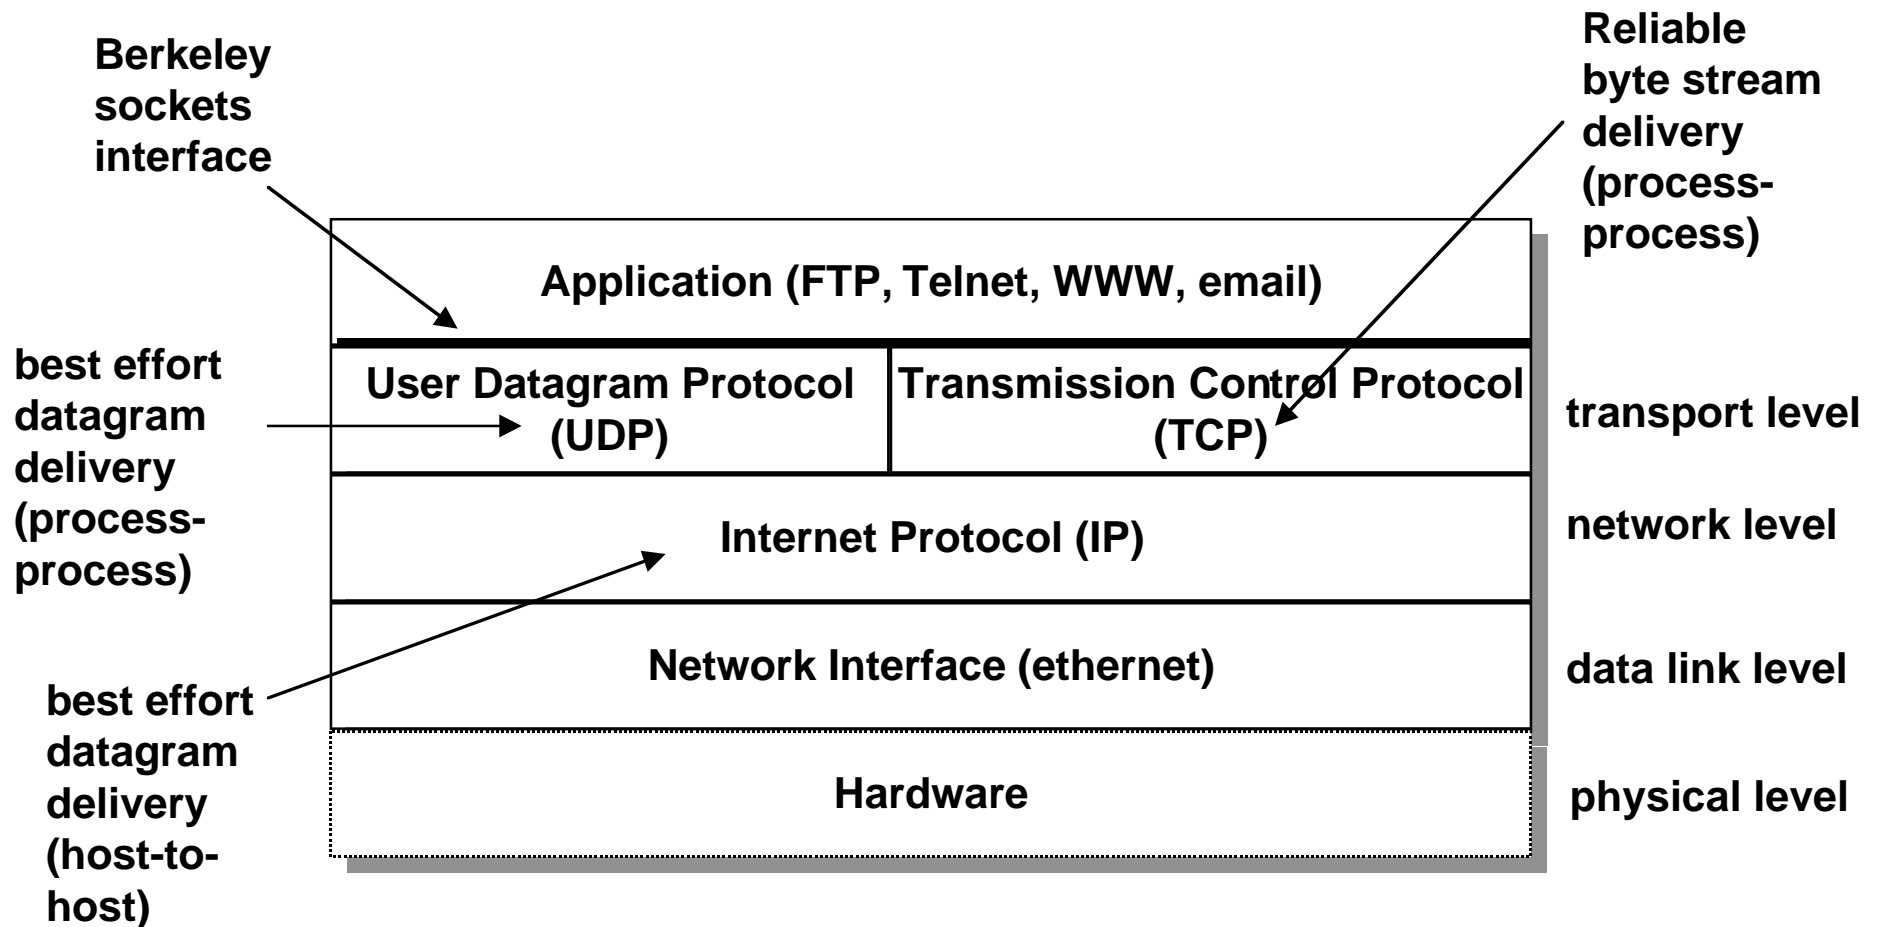 Berkeley
sockets
interface
Reliable
byte stream
delivery
(process-
process)
Application (FTP, Telnet, WWW, email)
best effort
datagram
delivery
(process-
process)
User Datagram Protocol
(UDP)
Transmission Control Protocol
(TCP)
transport level
Internet Protocol (IP)
network level
Network Interface (ethernet)
data link level
best effort
datagram
delivery
(host-to-
host)
Hardware
physical level